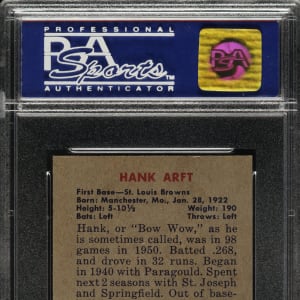 PROFESSIONAL
PSA
Sports
TM
AUTHENTICATOR
PSA
HANK ARFT
First Base—St. Louis Browns
Born: Manchester, Mo., Jan. 28, 1922
Height: 5-10½ Weight: 190
Bats: Left Throws: Left
Hank, or "Bow Wow," as he
is sometimes called, was in 98
games in 1950. Batted .268,
and drove in 32 runs. Began
in 1940 with Paragould. Spent
next 2 seasons with St. Joseph
and Springfield. Out of base-